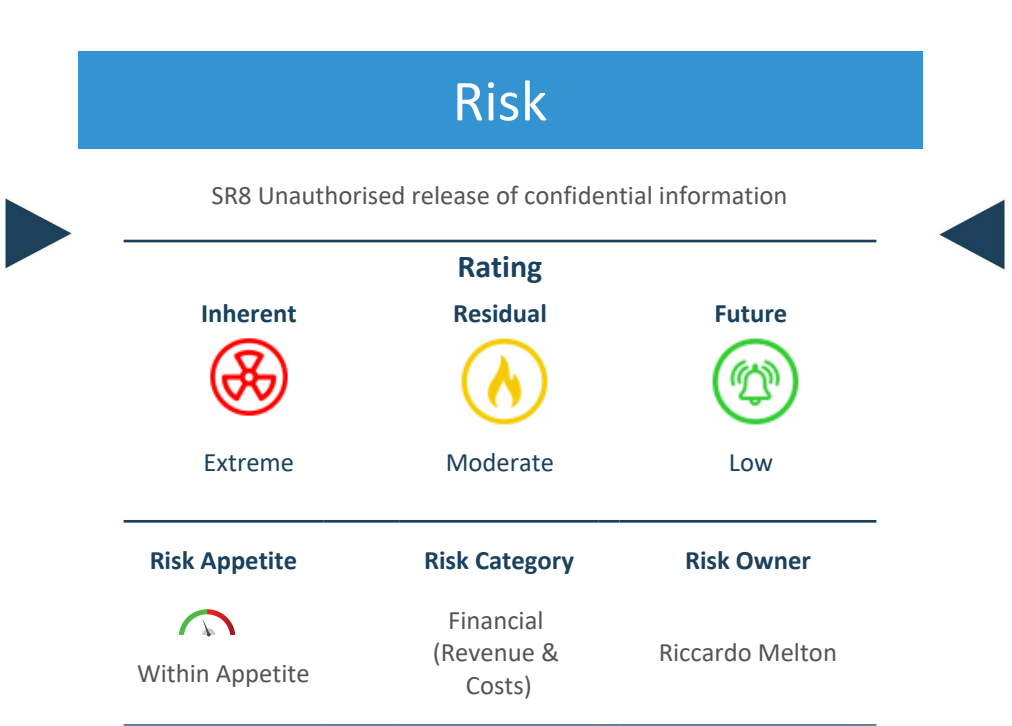 Risk
SR8 Unauthorised release of confidential information
Rating
Inherent Residual Future
Extreme Moderate Low
Risk Appetite Risk Category Risk Owner
Within Appetite
Financial
(Revenue &
Costs)
Riccardo Melton